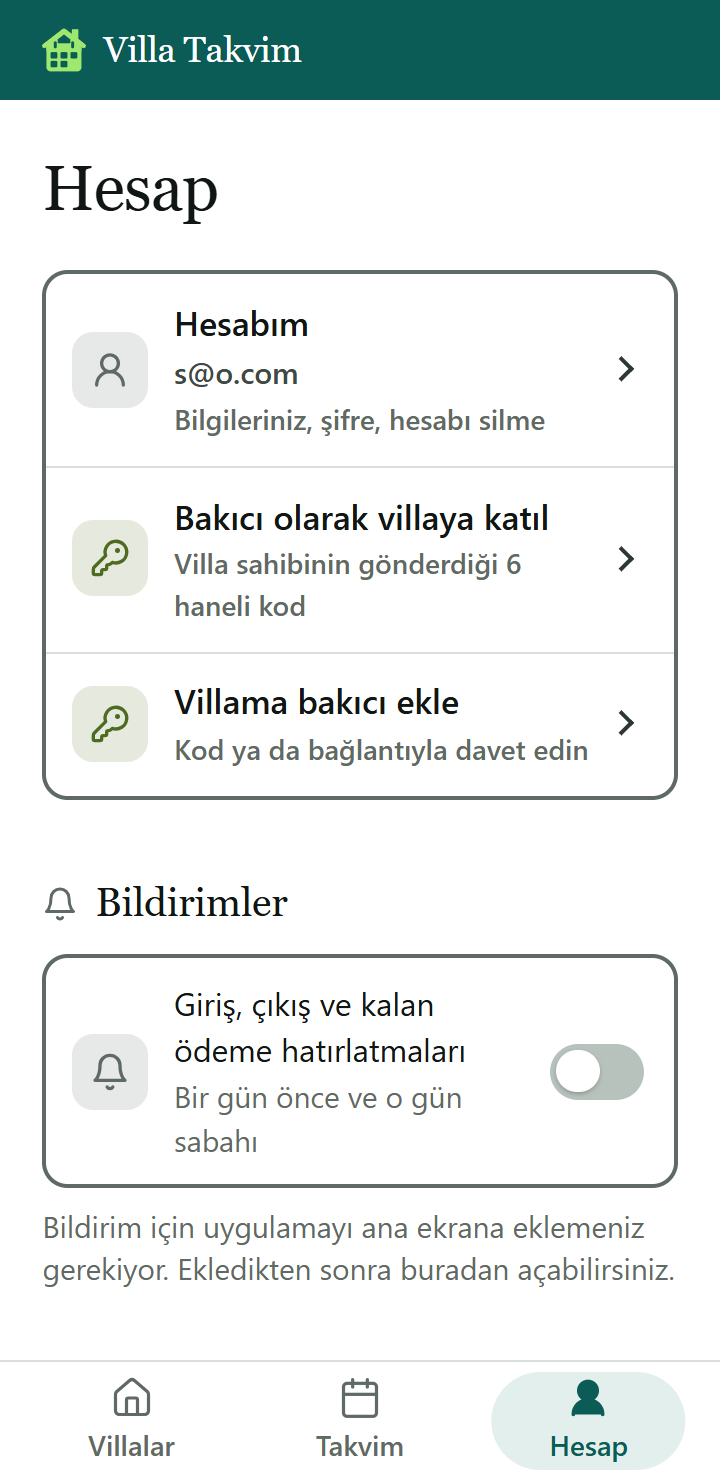 Villa Takvim
Hesap
Hesabım
s@o.com
Bilgileriniz, şifre, hesabı silme
Bakıcı olarak villaya katıl
Villa sahibinin gönderdiği 6
haneli kod
Villama bakıcı ekle
Kod ya da bağlantıyla davet edin
Bildirimler
Giriş, çıkış ve kalan
ödeme hatırlatmaları
Bir gün önce ve o gün
sabahı
Bildirim için uygulamayı ana ekrana eklemeniz
gerekiyor. Ekledikten sonra buradan açabilirsiniz.
Villalar
Takvim
Hesap